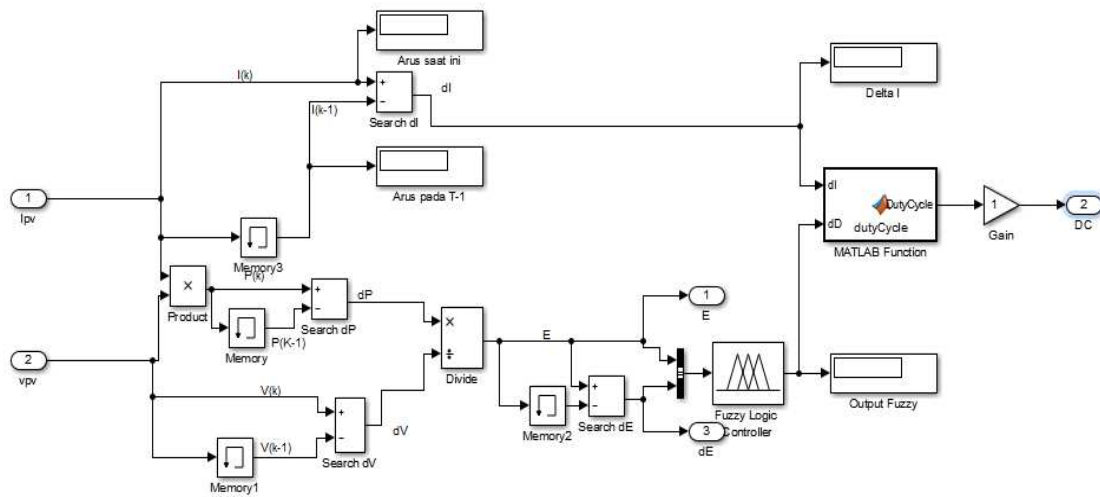 Arus saat ini
I(k)
+
−
dI
I(k-1)
Search dI
Delta I
Arus pada T-1
1
Ipv
dI
dD
DutyCycle
dutyCycle
MATLAB Function
1
Gain
2
DC
Memory3
P(k)
×
Product
+
−
dP
Search dP
Memory
P(K-1)
×
÷
Divide
E
1
E
2
vpv
V(k)
+
−
dV
Search dV
V(k-1)
Memory1
Memory2
+
−
Search dE
Fuzzy Logic
Controller
Output Fuzzy
3
dE